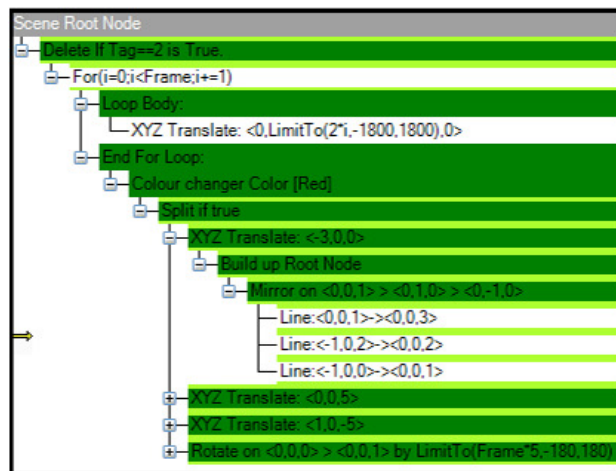 Scene Root Node
Delete If Tag==2 is True.
For(i=0;i<Frame;i+=1)
Loop Body:
XYZ Translate: <0,LimitTo(2*i,-1800,1800),0>
End For Loop:
Colour changer Color [Red]
Split if true
XYZ Translate: <-3,0,0>
Build up Root Node
Mirror on <0,0,1> > <0,1,0> > <0,-1,0>
Line:<0,0,1>-><0,0,3>
Line:<-1,0,2>-><0,0,2>
Line:<-1,0,0>-><0,0,1>
XYZ Translate: <0,0,5>
XYZ Translate: <1,0,-5>
Rotate on <0,0,0> > <0,0,1> by LimitTo(Frame*5,-180,180)